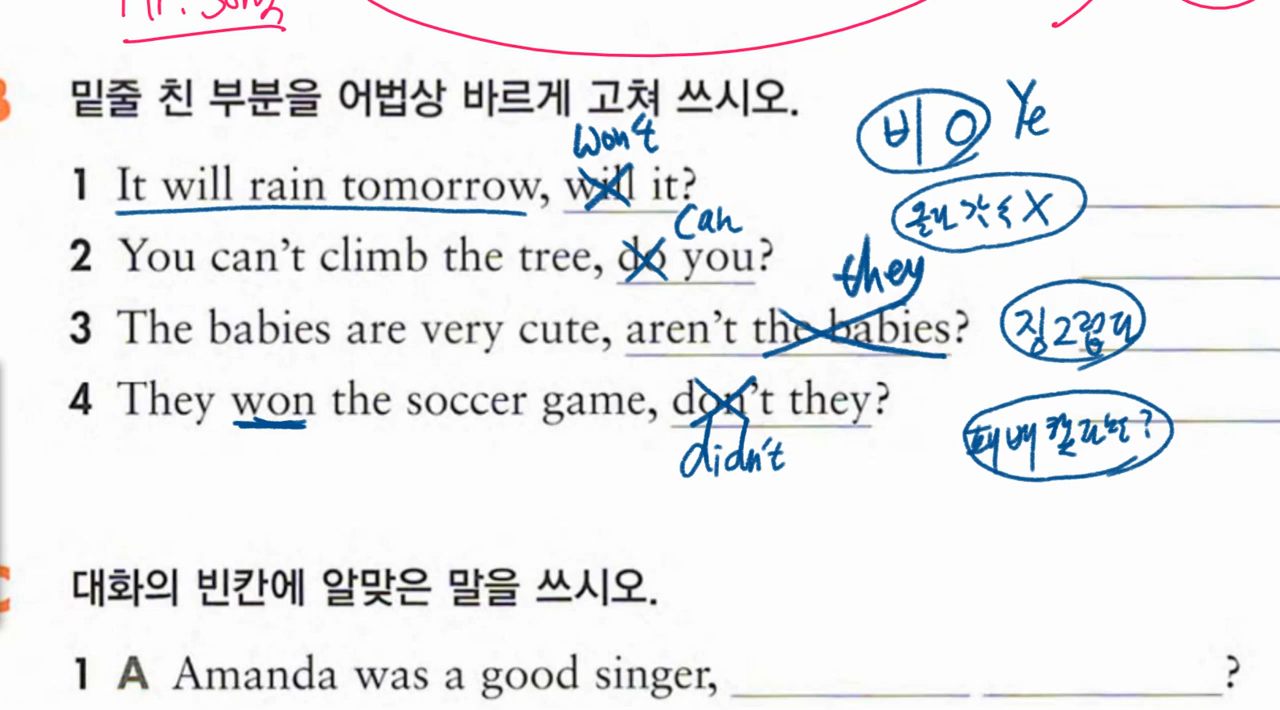 Mr. Song
B 밑줄 친 부분을 어법상 바르게 고쳐 쓰시오.
비 O Ye
won't
1 It will rain tomorrow, will it?
can
2 You can't climb the tree, do you?
they
3 The babies are very cute, aren't the babies?
징그럽다
4 They won the soccer game, don't they?
didn't
C 대화의 빈칸에 알맞은 말을 쓰시오.
1 A Amanda was a good singer, ?